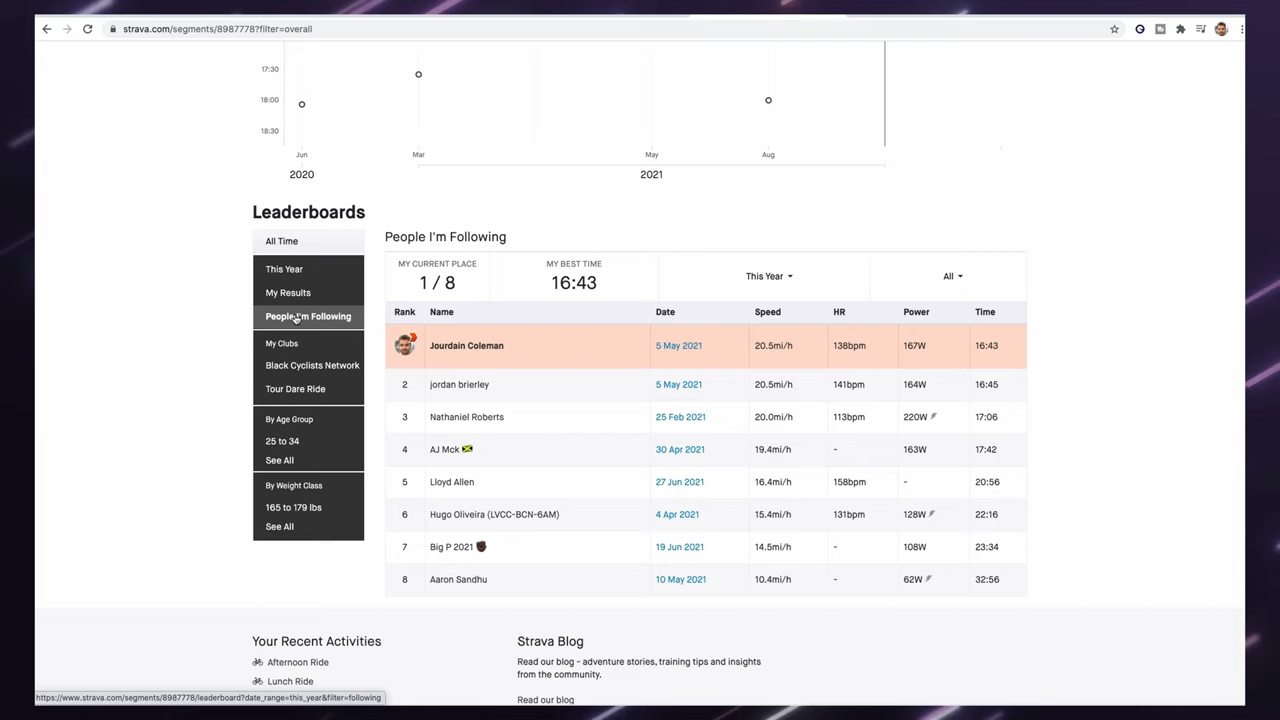 strava.com/segments/8987778?filter=overall
17:30
18:00
18:30
Jun Mar May Aug
2020 2021
Leaderboards
All Time
This Year
My Results
People I'm Following
My Clubs
Black Cyclists Network
Tour Dare Ride
By Age Group
25 to 34
See All
By Weight Class
165 to 179 lbs
See All
People I'm Following
MY CURRENT PLACE MY BEST TIME
1 / 8 16:43 This Year All
Rank Name Date Speed HR Power Time
Jourdain Coleman 5 May 2021 20.5mi/h 138bpm 167W 16:43
2 jordan brierley 5 May 2021 20.5mi/h 141bpm 164W 16:45
3 Nathaniel Roberts 25 Feb 2021 20.0mi/h 113bpm 220W 17:06
4 AJ Mck 30 Apr 2021 19.4mi/h - 163W 17:42
5 Lloyd Allen 27 Jun 2021 16.4mi/h 158bpm - 20:56
6 Hugo Oliveira (LVCC-BCN-6AM) 4 Apr 2021 15.4mi/h 131bpm 128W 22:16
7 Big P 2021 19 Jun 2021 14.5mi/h - 108W 23:34
8 Aaron Sandhu 10 May 2021 10.4mi/h - 62W 32:56
Your Recent Activities
Afternoon Ride
Lunch Ride
Strava Blog
Read our blog - adventure stories, training tips and insights
from the community.
Read our blog
https://www.strava.com/segments/8987778/leaderboard?date_range=this_year&filter=following